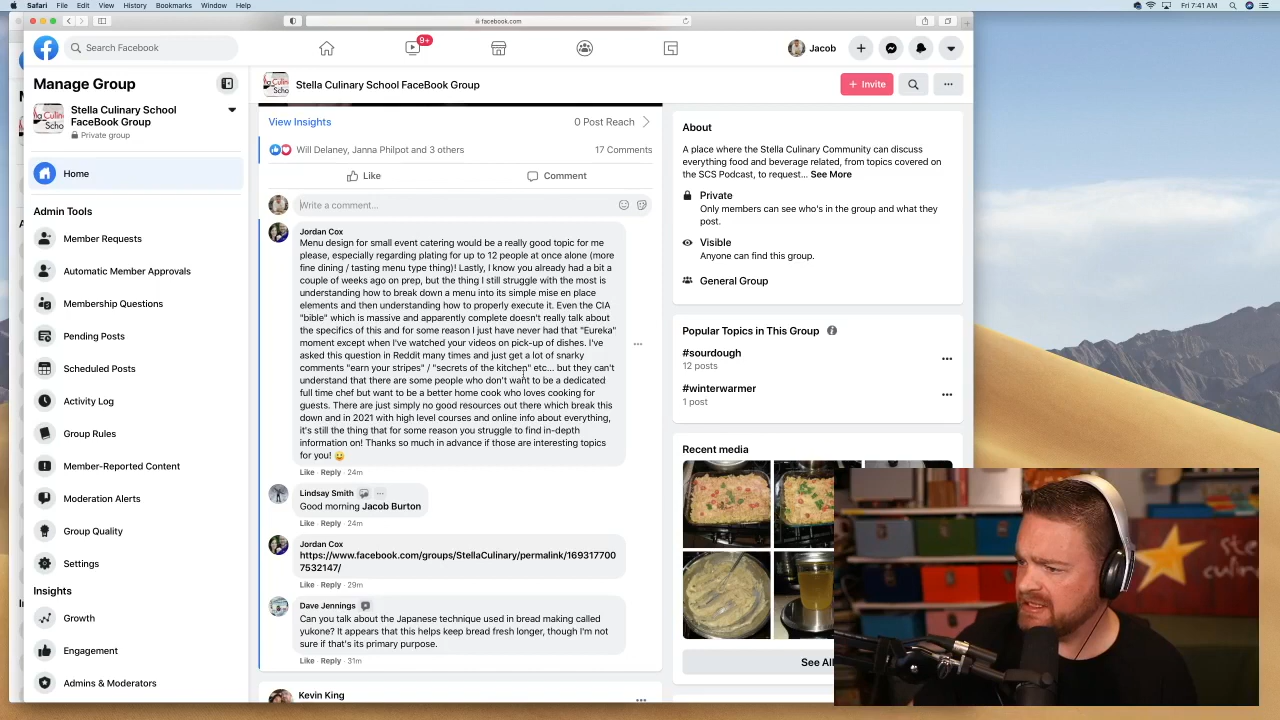 Safari File Edit View History Bookmarks Window Help
Fri 7:41 AM
facebook.com
Search Facebook
9+
Jacob
Manage Group
Stella Culinary School
FaceBook Group
Private group
Home
Admin Tools
Member Requests
Automatic Member Approvals
Membership Questions
Pending Posts
Scheduled Posts
Activity Log
Group Rules
Member-Reported Content
Moderation Alerts
Group Quality
Settings
Insights
Growth
Engagement
Admins & Moderators
Stella Culinary School FaceBook Group
+ Invite
View Insights
0 Post Reach
Will Delaney, Janna Philpot and 3 others
17 Comments
Like
Comment
Write a comment...
Jordan Cox
Menu design for small event catering would be a really good topic for me
please, especially regarding plating for up to 12 people at once alone (more
fine dining / tasting menu type thing)! Lastly, I know you already had a bit a
couple of weeks ago on prep, but the thing I still struggle with the most is
understanding how to break down a menu into its simple mise en place
elements and then understanding how to properly execute it. Even the CIA
"bible" which is massive and apparently complete doesn't really talk about
the specifics of this and for some reason I just have never had that "Eureka"
moment except when I've watched your videos on pick-up of dishes. I've
asked this question in Reddit many times and just get a lot of snarky
comments "earn your stripes" / "secrets of the kitchen" etc... but they can't
understand that there are some people who don't want to be a dedicated
full time chef but want to be a better home cook who loves cooking for
guests. There are just simply no good resources out there which break this
down and in 2021 with high level courses and online info about everything,
it's still the thing that for some reason you struggle to find in-depth
information on! Thanks so much in advance if those are interesting topics
for you! 😀
Like · Reply · 24m
Lindsay Smith
Good morning Jacob Burton
Like · Reply · 24m
Jordan Cox
https://www.facebook.com/groups/StellaCulinary/permalink/169317700
7532147/
Like · Reply · 29m
Dave Jennings
Can you talk about the Japanese technique used in bread making called
yukone? It appears that this helps keep bread fresh longer, though I'm not
sure if that's its primary purpose.
Like · Reply · 31m
Kevin King
About
A place where the Stella Culinary Community can discuss
everything food and beverage related, from topics covered on
the SCS Podcast, to request... See More
Private
Only members can see who's in the group and what they
post.
Visible
Anyone can find this group.
General Group
Popular Topics in This Group
#sourdough
12 posts
#winterwarmer
1 post
Recent media
See All